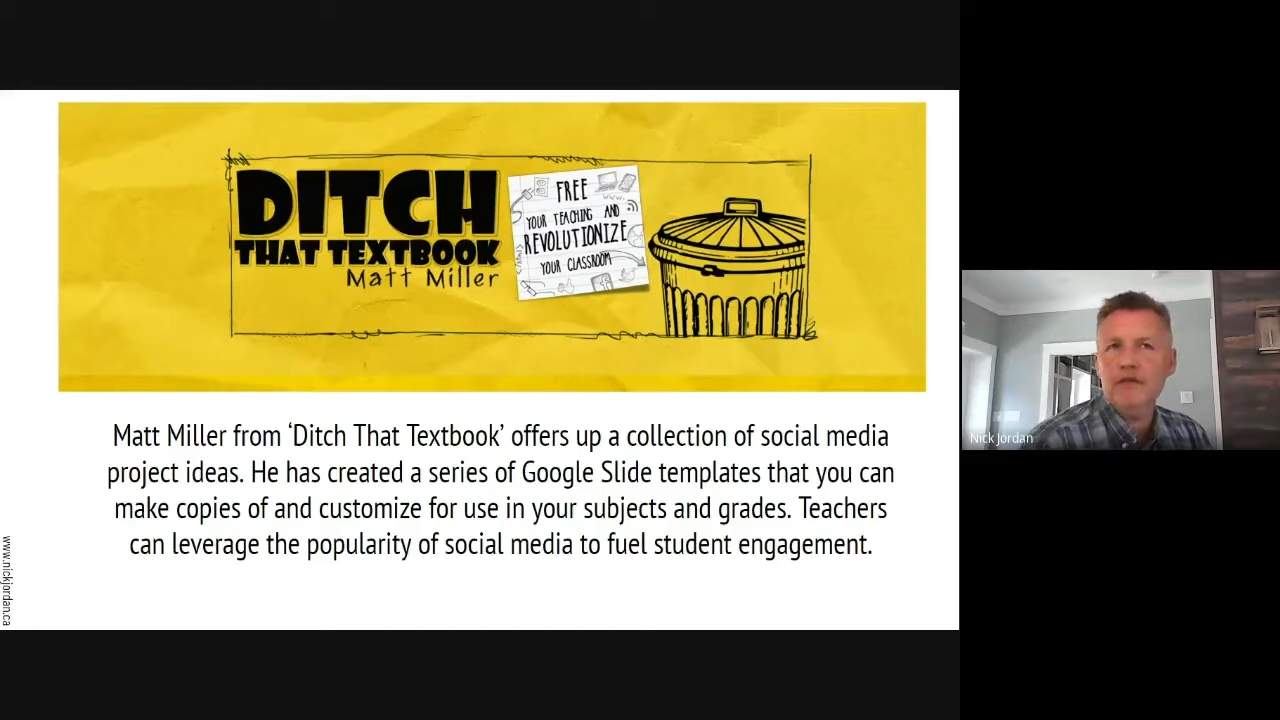 DITCH
THAT TEXTBOOK
Matt Miller
FREE
YOUR TEACHING AND
REVOLUTIONIZE
YOUR CLASSROOM
Matt Miller from ‘Ditch That Textbook’ offers up a collection of social media
project ideas. He has created a series of Google Slide templates that you can
make copies of and customize for use in your subjects and grades. Teachers
can leverage the popularity of social media to fuel student engagement.
www.nickjordan.ca
Nick Jordan